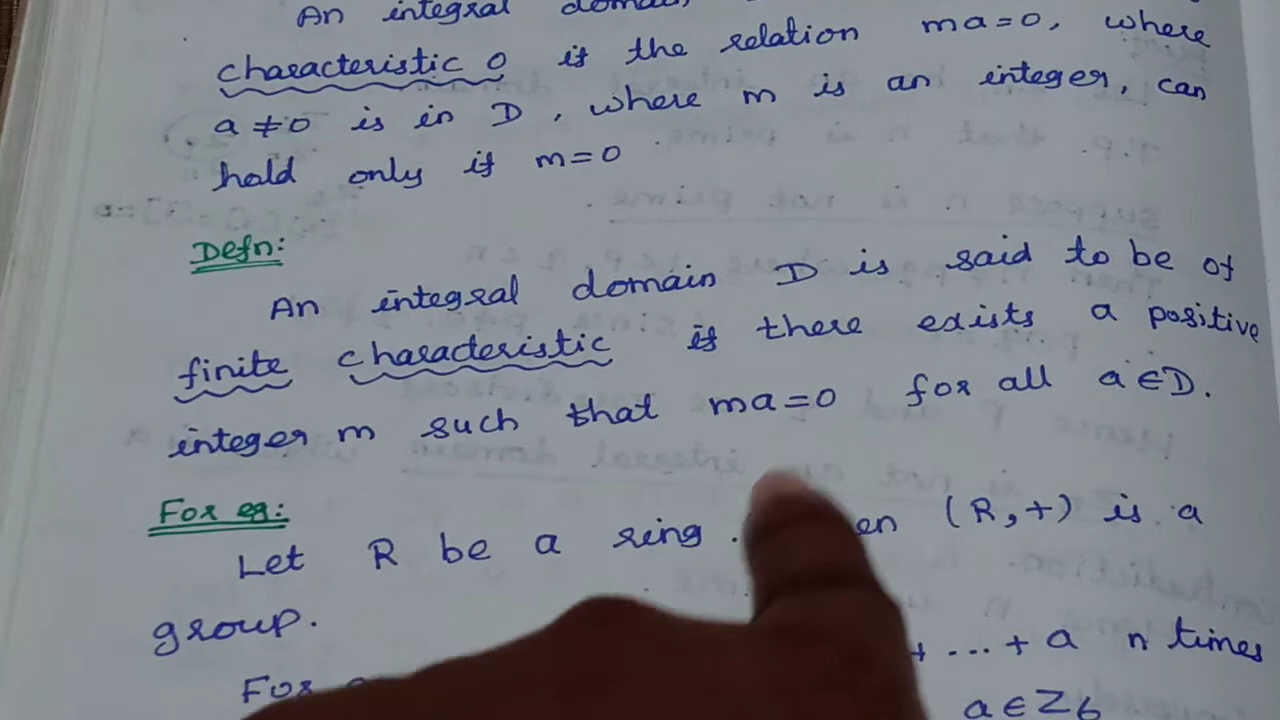 An integral domain
characteristic 0 if the relation ma=0, where
a≠0 is in D, where m is an integer, can
hold only if m=0
Defn:
An integral domain D is said to be of
finite characteristic if there exists a positive
integer m such that ma=0 for all a∈D.
For eg:
Let R be a ring. en (R,+) is a
group.
For + ... + a n times
a∈Z6